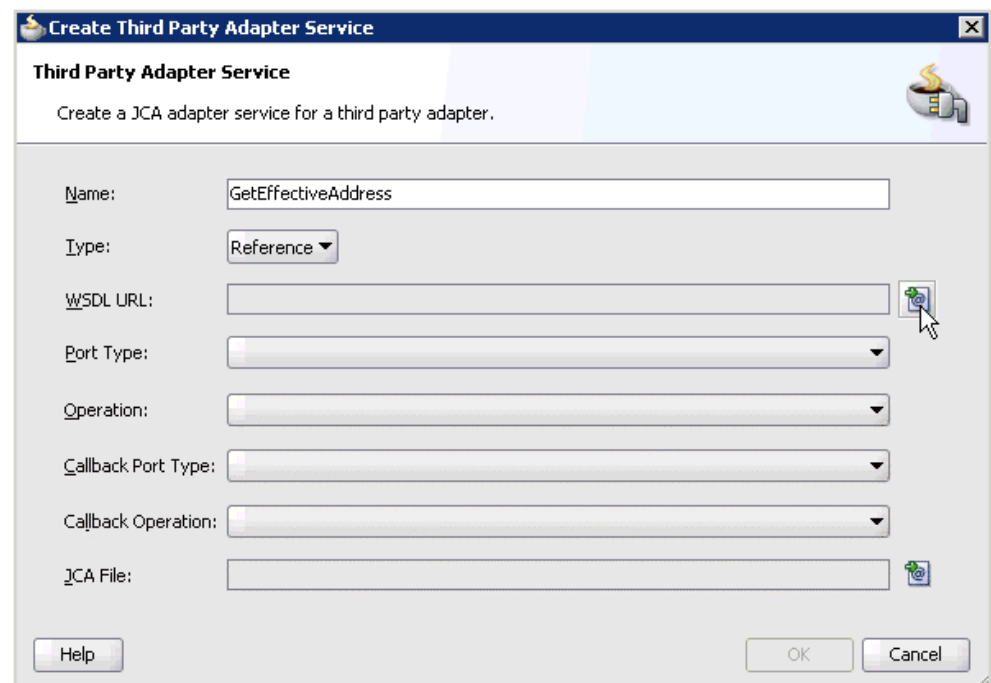 Create Third Party Adapter Service
Third Party Adapter Service
Create a JCA adapter service for a third party adapter.
Name: GetEffectiveAddress
Type: Reference
WSDL URL:
Port Type:
Operation:
Callback Port Type:
Callback Operation:
JCA File:
Help OK Cancel